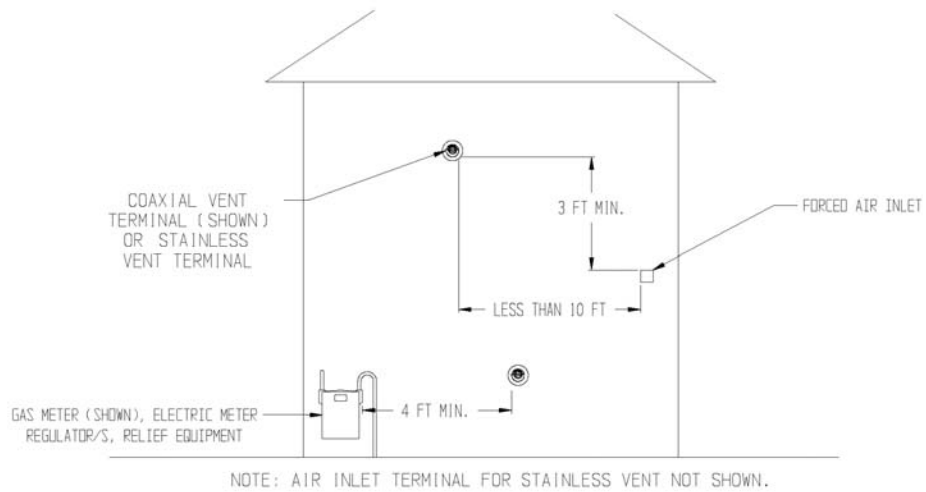 COAXIAL VENT
TERMINAL (SHOWN)
OR STAINLESS
VENT TERMINAL
3 FT MIN.
FORCED AIR INLET
LESS THAN 10 FT
GAS METER (SHOWN), ELECTRIC METER
REGULATOR/S, RELIEF EQUIPMENT
4 FT MIN.
NOTE: AIR INLET TERMINAL FOR STAINLESS VENT NOT SHOWN.